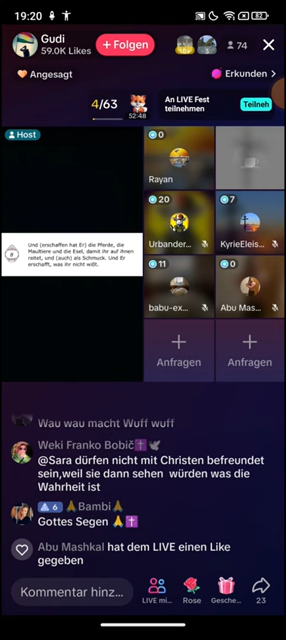 19:20
82
Gudi
59.0K Likes
+ Folgen
74
Angesagt
Erkunden
4/63
52:48
An LIVE Fest
teilnehmen
Teilneh
Host
0
Rayan
20
Urbander...
7
KyrieEleis...
11
babu-ex...
0
Abu Mas...
Und (erschaffen hat Er) die Pferde, die
Maultiere und die Esel, damit ihr auf ihnen
reitet, und (auch) als Schmuck. Und Er
erschafft, was ihr nicht wißt.
8
Anfragen
Anfragen
Wau wau macht Wuff wuff
Weki Franko Bobič✝️🕊️
@Sara dürfen nicht mit Christen befreundet
sein,weil sie dann sehen würden was die
Wahrheit ist
6 🙏Bambi🙏
Gottes Segen 🙏✝️
Abu Mashkal hat dem LIVE einen Like
gegeben
Kommentar hinz...
LIVE mi...
Rose
Gesche...
23